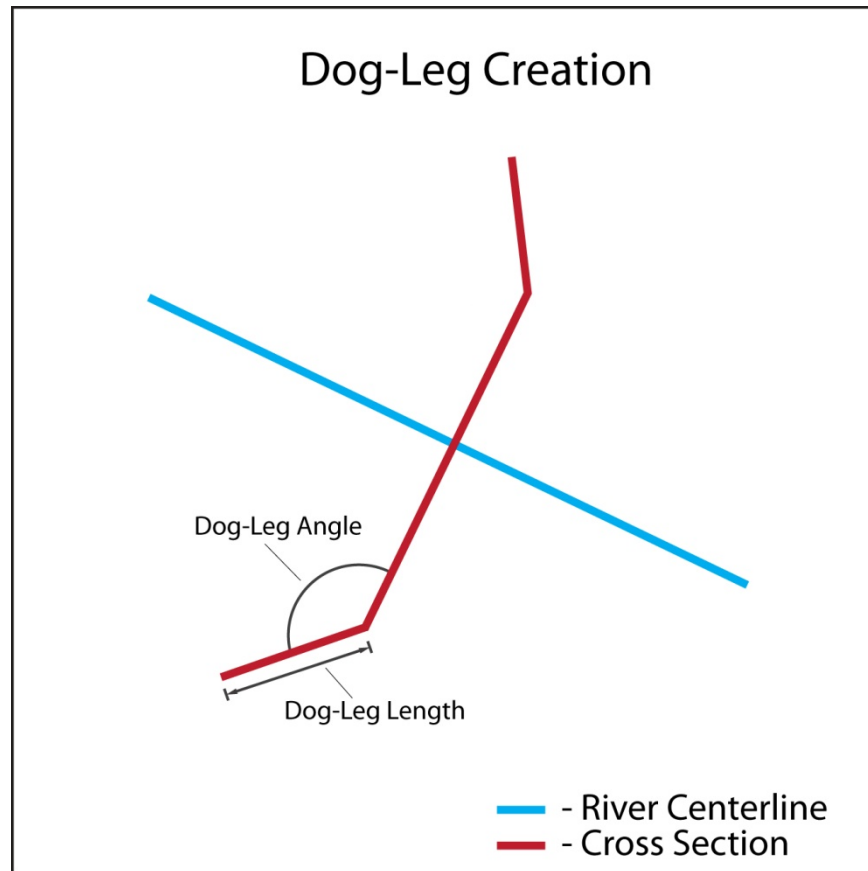 Dog-Leg Creation
Dog-Leg Angle
Dog-Leg Length
- River Centerline
- Cross Section